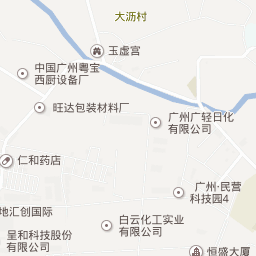 大沥村
玉虚宫
中国广州粤宝
西厨设备厂
旺达包装材料厂
广州广轻日化
有限公司
仁和药店
广州·民营
科技园4
地汇创国际
白云化工实业
有限公司
呈和科技股份
有限公司
恒盛大厦